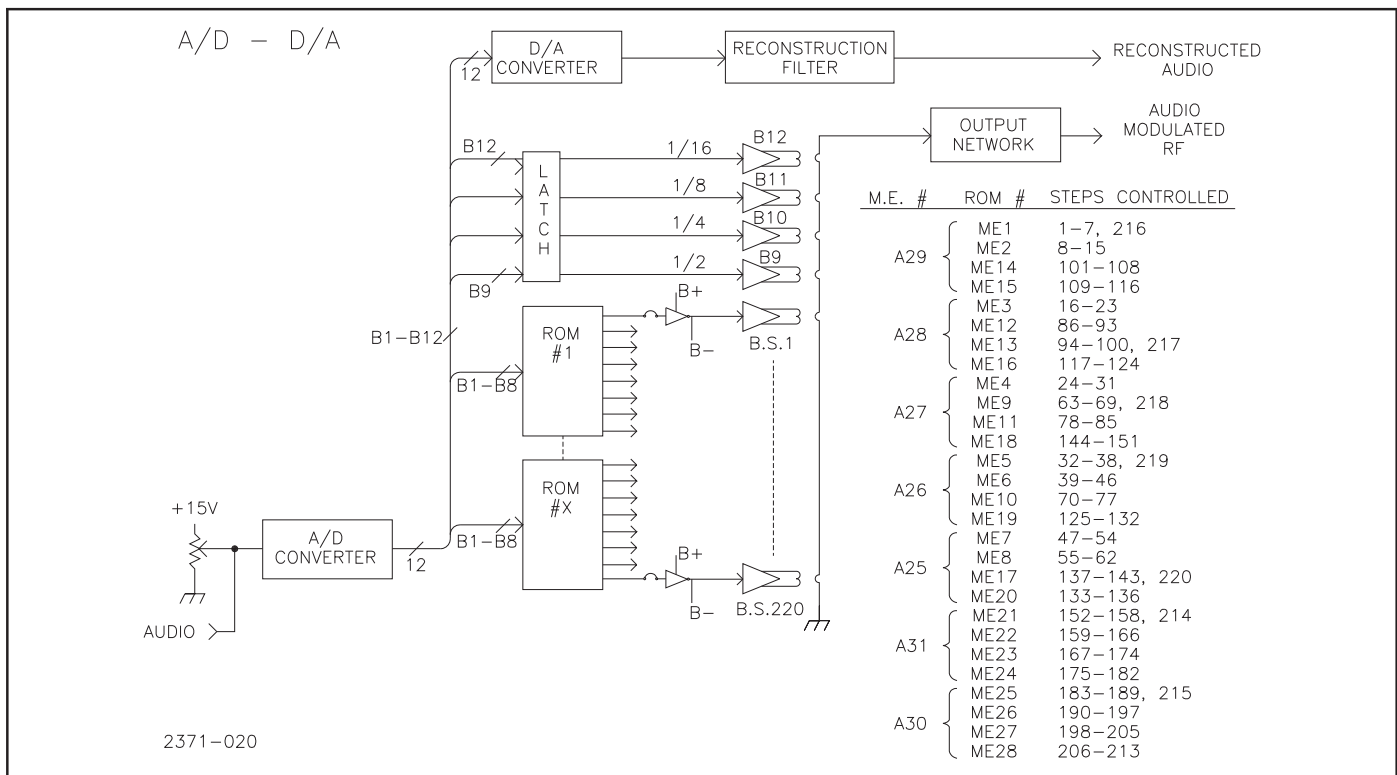 A/D - D/A
12
D/A
CONVERTER
RECONSTRUCTION
FILTER
RECONSTRUCTED
AUDIO
OUTPUT
NETWORK
AUDIO
MODULATED
RF
B12
LATCH
1/16
B12
1/8
B11
1/4
B10
B9
1/2
B9
B1-B12
B1-B8
ROM
#1
B+
B-
B.S.1
B1-B8
ROM
#X
B+
B-
B.S.220
+15V
A/D
CONVERTER
12
AUDIO
M.E. # ROM # STEPS CONTROLLED
A29
ME1 1-7, 216
ME2 8-15
ME14 101-108
ME15 109-116
A28
ME3 16-23
ME12 86-93
ME13 94-100, 217
ME16 117-124
A27
ME4 24-31
ME9 63-69, 218
ME11 78-85
ME18 144-151
A26
ME5 32-38, 219
ME6 39-46
ME10 70-77
ME19 125-132
A25
ME7 47-54
ME8 55-62
ME17 137-143, 220
ME20 133-136
A31
ME21 152-158, 214
ME22 159-166
ME23 167-174
ME24 175-182
A30
ME25 183-189, 215
ME26 190-197
ME27 198-205
ME28 206-213
2371-020